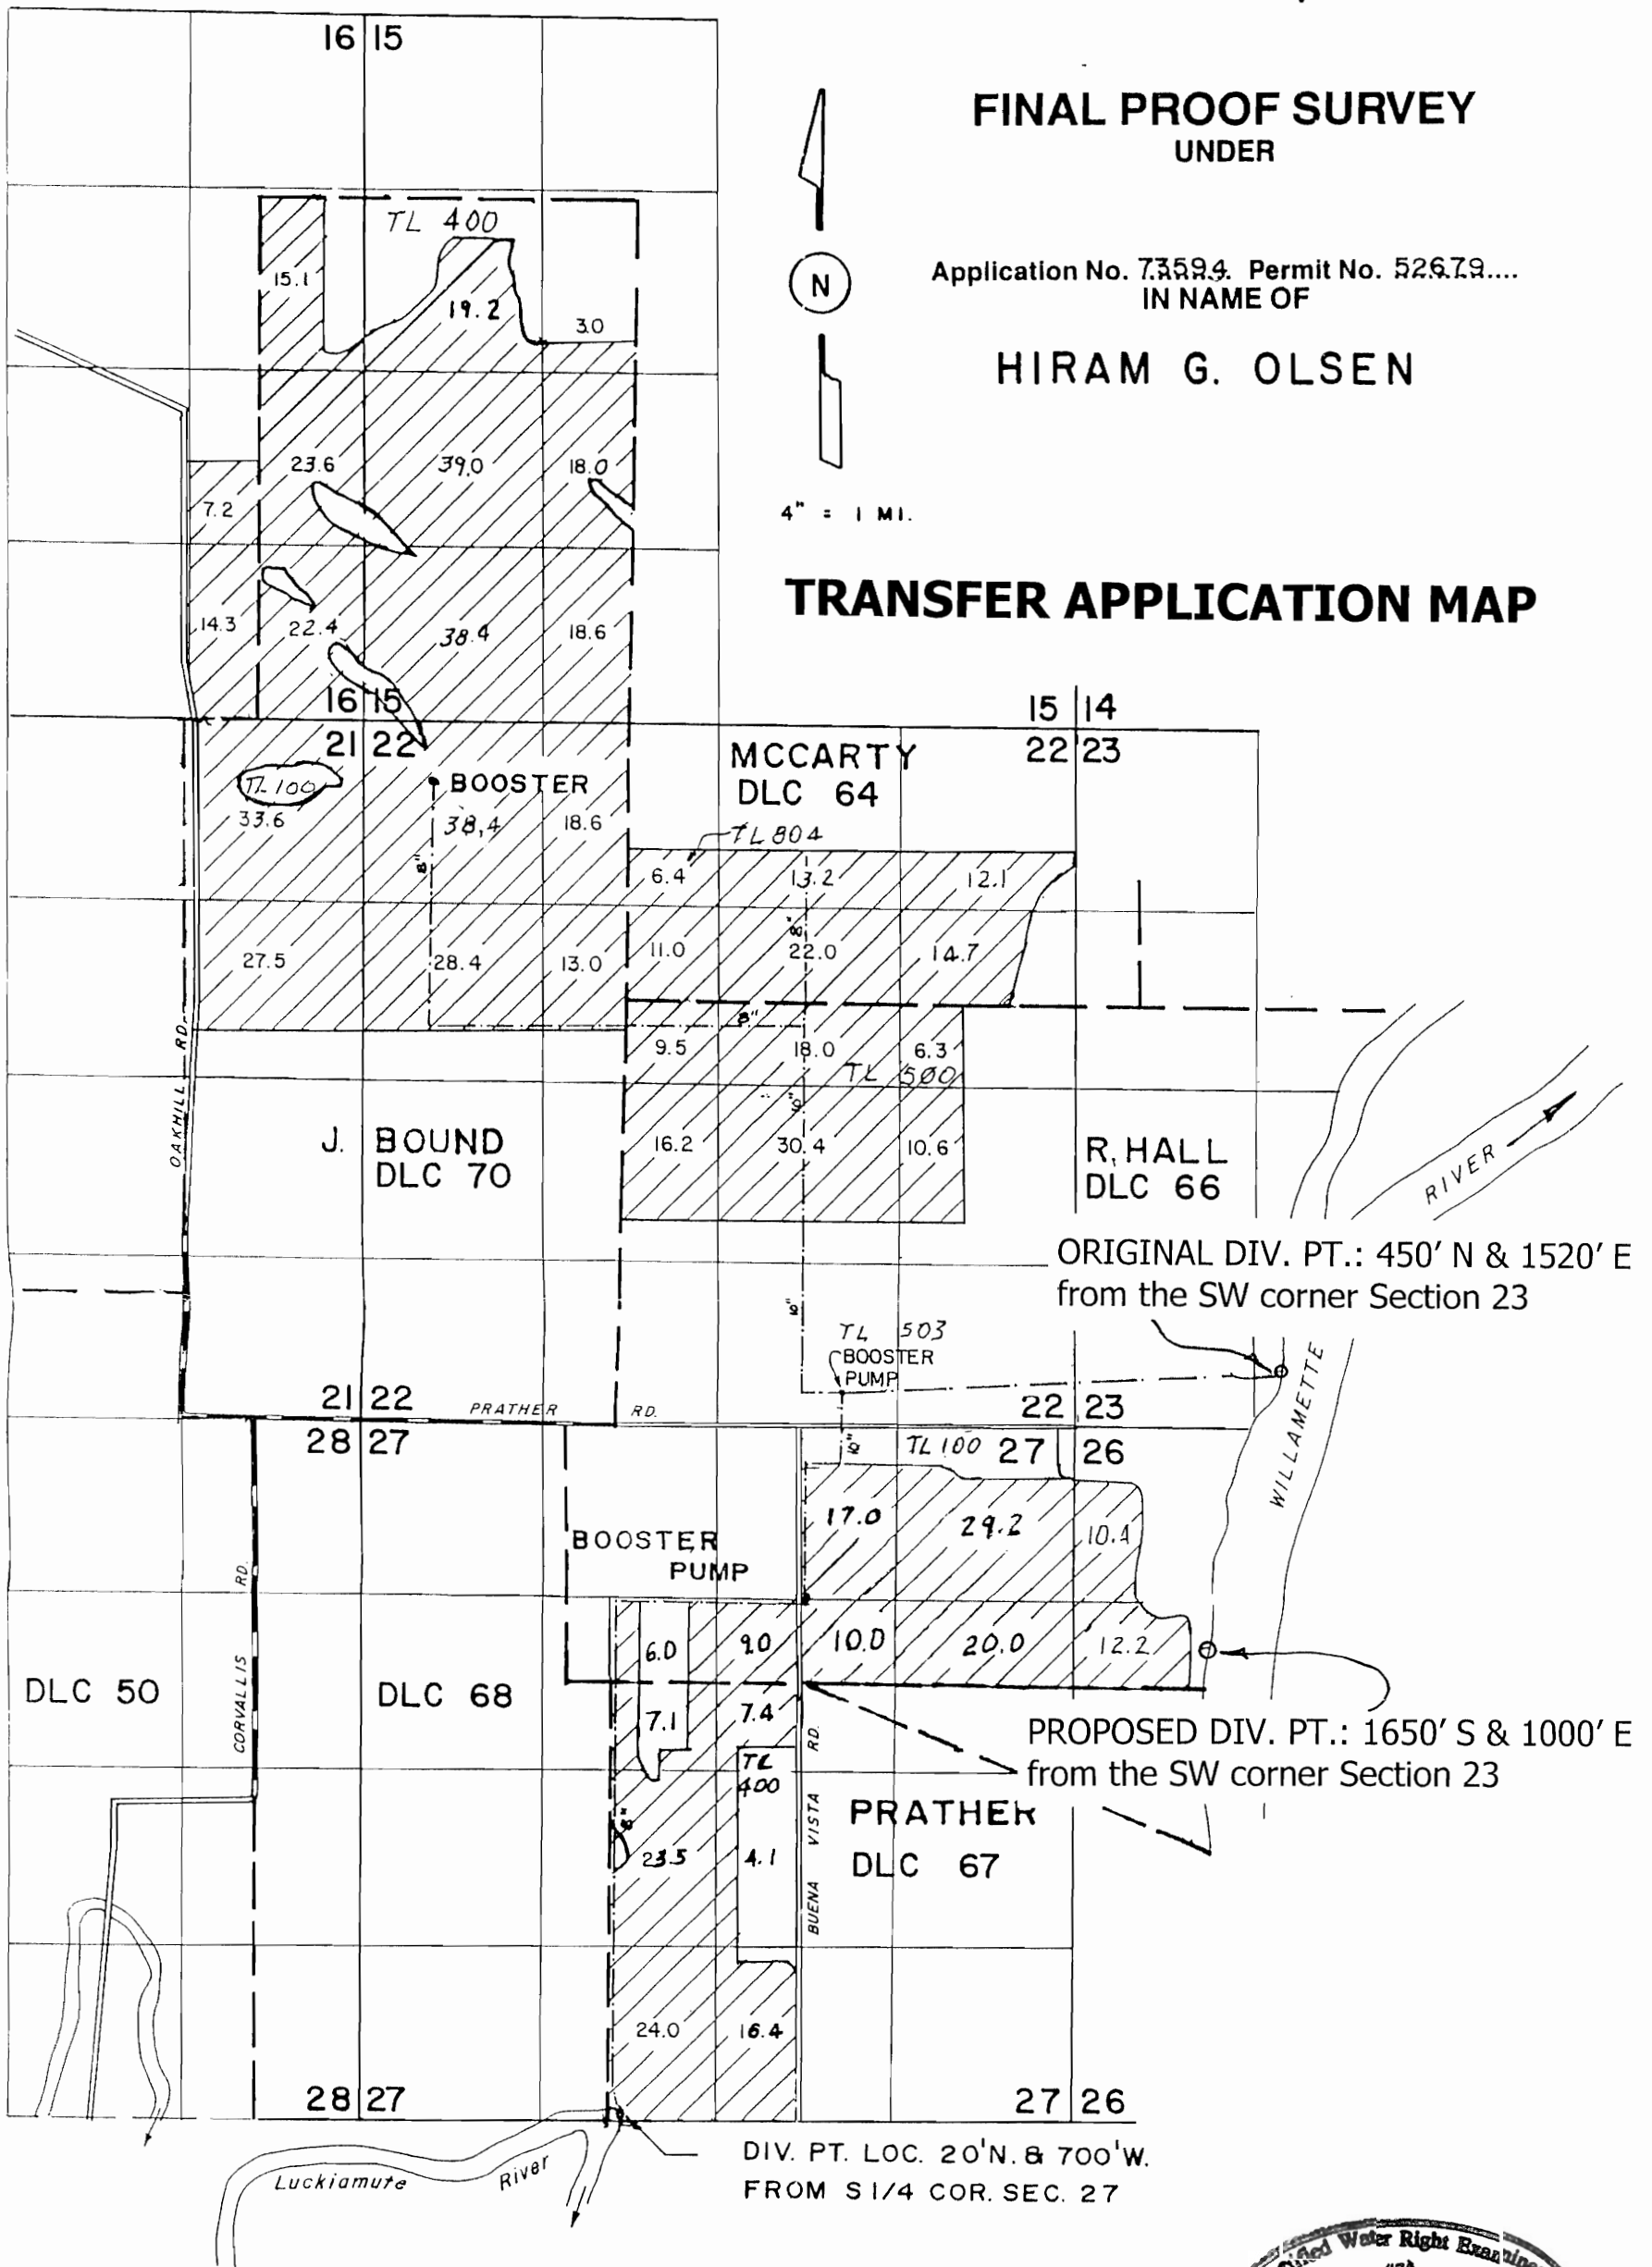 16 15
FINAL PROOF SURVEY
UNDER
Application No. 73594. Permit No. 52679....
IN NAME OF
HIRAM G. OLSEN
N
4" = 1 MI.
TRANSFER APPLICATION MAP
TL 400
15.1
19.2
3.0
23.6
39.0
18.0
7.2
14.3
22.4
38.4
18.6
16 15
21 22
15 14
22 23
MCCARTY
DLC 64
TL 100
BOOSTER
33.6
38.4
18.6
8"
TL 804
6.4
13.2
12.1
27.5
28.4
13.0
11.0
8"
22.0
14.7
8"
9.5
18.0
6.3
TL 500
OAKHILL RD.
J. BOUND
DLC 70
16.2
30.4
10.6
R. HALL
DLC 66
RIVER
ORIGINAL DIV. PT.: 450' N & 1520' E
from the SW corner Section 23
TL 503
BOOSTER
PUMP
21 22
PRATHER RD.
22 23
28 27
TL 100
27 26
WILLAMETTE
17.0
29.2
10.4
BOOSTER
PUMP
CORVALLIS RD.
6.0
9.0
10.0
20.0
12.2
DLC 50
DLC 68
7.1
7.4
PROPOSED DIV. PT.: 1650' S & 1000' E
from the SW corner Section 23
TL
400
BUENA VISTA RD.
PRATHER
DLC 67
8"
23.5
4.1
24.0
16.4
28 27
27 26
DIV. PT. LOC. 20'N. & 700'W.
FROM S 1/4 COR. SEC. 27
Luckiamute River
Water Right